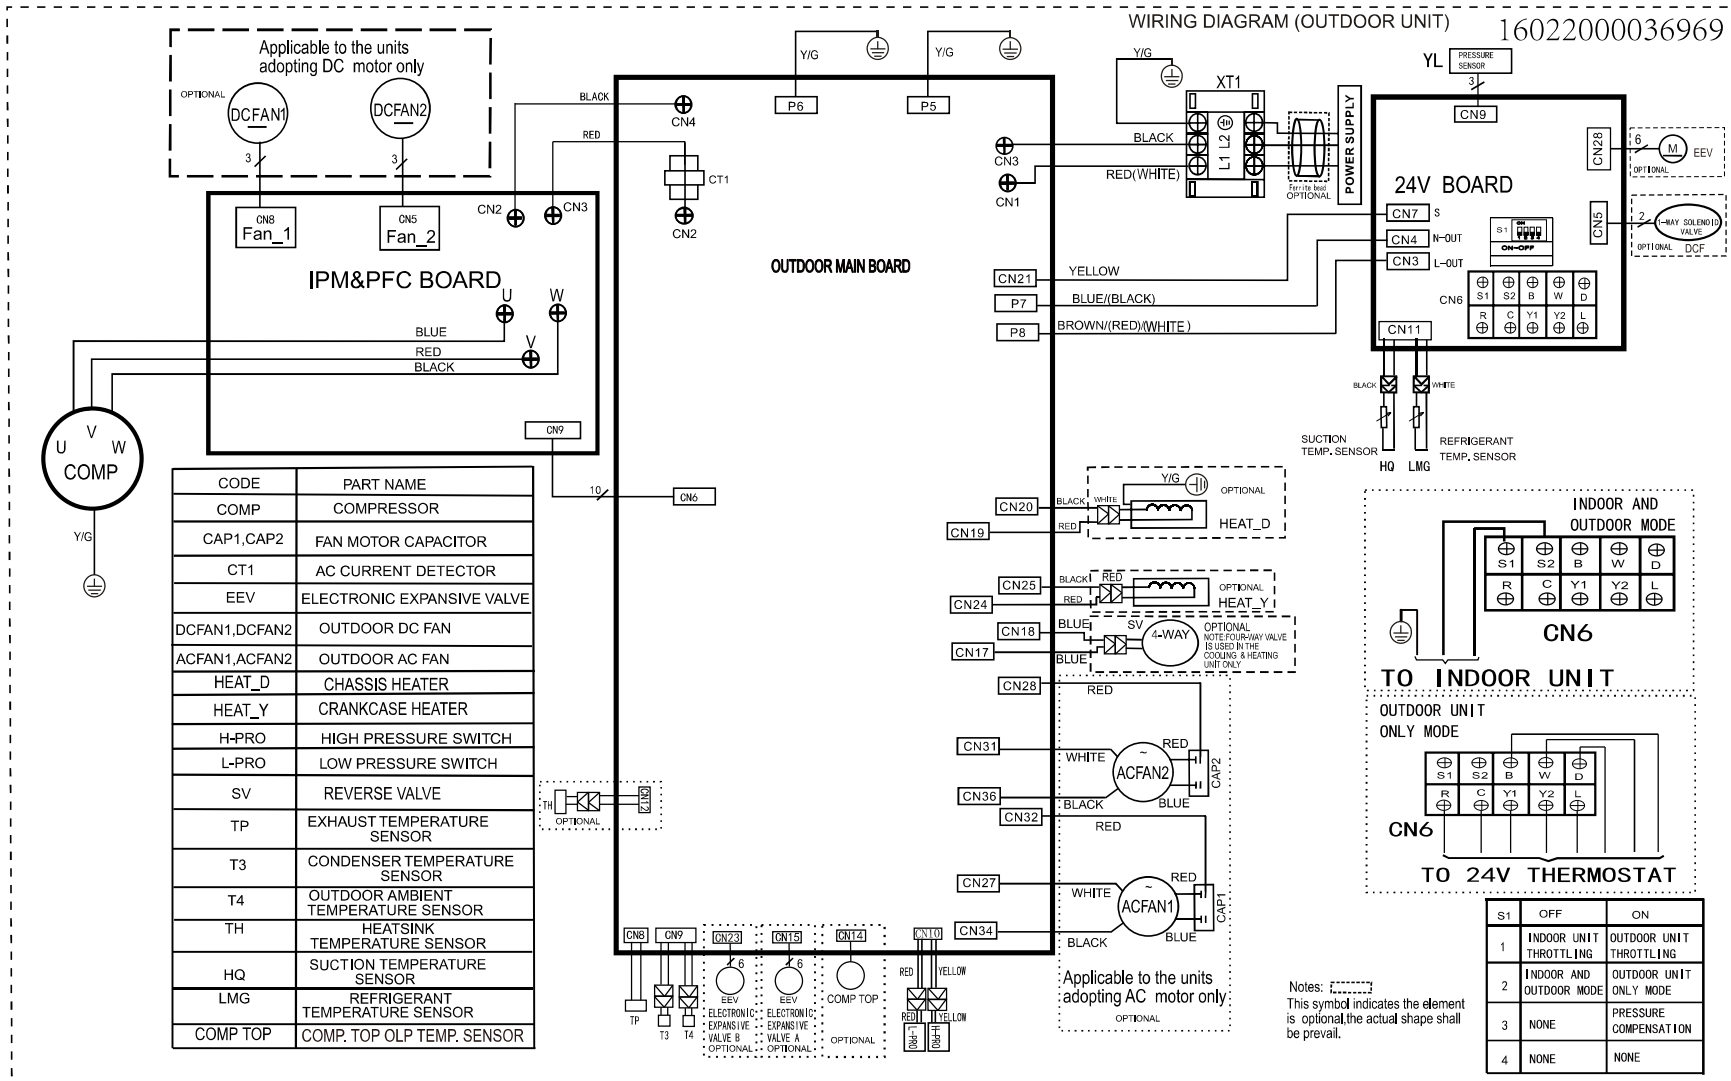 WIRING DIAGRAM (OUTDOOR UNIT)
16022000036969
Applicable to the units
adopting DC motor only
OPTIONAL
DCFAN1
DCFAN2
3
3
CN8
Fan_1
CN5
Fan_2
CN2
CN3
IPM&PFC BOARD
U
W
V
BLUE
RED
BLACK
CN9
10
U
V
W
COMP
Y/G
BLACK
RED
CN4
CT1
CN2
Y/G
P6
Y/G
P5
OUTDOOR MAIN BOARD
CN6
CN3
CN1
BLACK
RED(WHITE)
Y/G
XT1
L1 L2
Ferrite bead
OPTIONAL
POWER SUPPLY
CN21
YELLOW
P7
BLUE/(BLACK)
P8
BROWN/(RED)(WHITE)
YL
PRESSURE
SENSOR
3
CN9
24V BOARD
CN28
6
M
EEV
OPTIONAL
CN5
2
1-WAY SOLENOID
VALVE
OPTIONAL
DCF
CN7
S
CN4
N-OUT
CN3
L-OUT
S1
ON
1 2 3 4
ON-OFF
CN6
S1 S2 B W D
R C Y1 Y2 L
CN11
BLACK
WHITE
SUCTION
TEMP. SENSOR
REFRIGERANT
TEMP. SENSOR
HQ
LMG
CN20
BLACK
WHITE
Y/G
OPTIONAL
CN19
RED
HEAT_D
CN25
BLACK
RED
OPTIONAL
CN24
RED
HEAT_Y
CN18
BLUE
SV
4-WAY
OPTIONAL
NOTE:FOUR-WAY VALVE
IS USED IN THE
COOLING & HEATING
UNIT ONLY
CN17
BLUE
CN28
RED
CN31
WHITE
~
ACFAN2
RED
CAP2
CN36
BLACK
BLUE
CN32
RED
CN27
WHITE
~
ACFAN1
RED
CAP1
CN34
BLACK
BLUE
Applicable to the units
adopting AC motor only
OPTIONAL
TH
CN12
OPTIONAL
CN8
TP
CN9
T3
T4
CN23
6
EEV
ELECTRONIC
EXPANSIVE
VALVE B
OPTIONAL
CN15
6
EEV
ELECTRONIC
EXPANSIVE
VALVE A
OPTIONAL
CN14
COMP TOP
OPTIONAL
CN10
RED
YELLOW
RED
YELLOW
L-PRO
H-PRO
CODE PART NAME
COMP COMPRESSOR
CAP1,CAP2 FAN MOTOR CAPACITOR
CT1 AC CURRENT DETECTOR
EEV ELECTRONIC EXPANSIVE VALVE
DCFAN1,DCFAN2 OUTDOOR DC FAN
ACFAN1,ACFAN2 OUTDOOR AC FAN
HEAT_D CHASSIS HEATER
HEAT_Y CRANKCASE HEATER
H-PRO HIGH PRESSURE SWITCH
L-PRO LOW PRESSURE SWITCH
SV REVERSE VALVE
TP EXHAUST TEMPERATURE
SENSOR
T3 CONDENSER TEMPERATURE
SENSOR
T4 OUTDOOR AMBIENT
TEMPERATURE SENSOR
TH HEATSINK
TEMPERATURE SENSOR
HQ SUCTION TEMPERATURE
SENSOR
LMG REFRIGERANT
TEMPERATURE SENSOR
COMP TOP COMP. TOP OLP TEMP. SENSOR
INDOOR AND
OUTDOOR MODE
S1 S2 B W D
R C Y1 Y2 L
CN6
TO INDOOR UNIT
OUTDOOR UNIT
ONLY MODE
S1 S2 B W D
R C Y1 Y2 L
CN6
TO 24V THERMOSTAT
S1 OFF ON
1 INDOOR UNIT THROTTLING OUTDOOR UNIT THROTTLING
2 INDOOR AND OUTDOOR MODE OUTDOOR UNIT ONLY MODE
3 NONE PRESSURE COMPENSATION
4 NONE NONE
Notes:
This symbol indicates the element
is optional,the actual shape shall
be prevail.